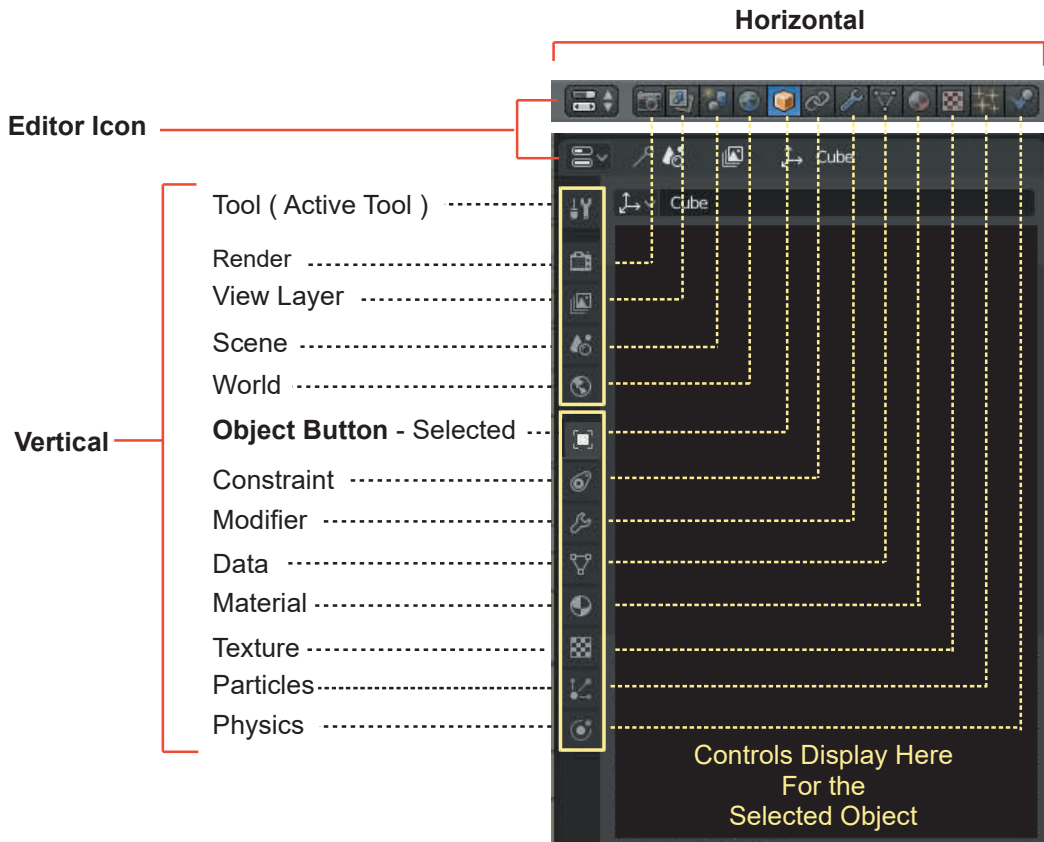 Horizontal
Editor Icon
Cube
Tool ( Active Tool )
Cube
Render
View Layer
Scene
World
Object Button - Selected
Vertical
Constraint
Modifier
Data
Material
Texture
Particles
Physics
Controls Display Here
For the
Selected Object